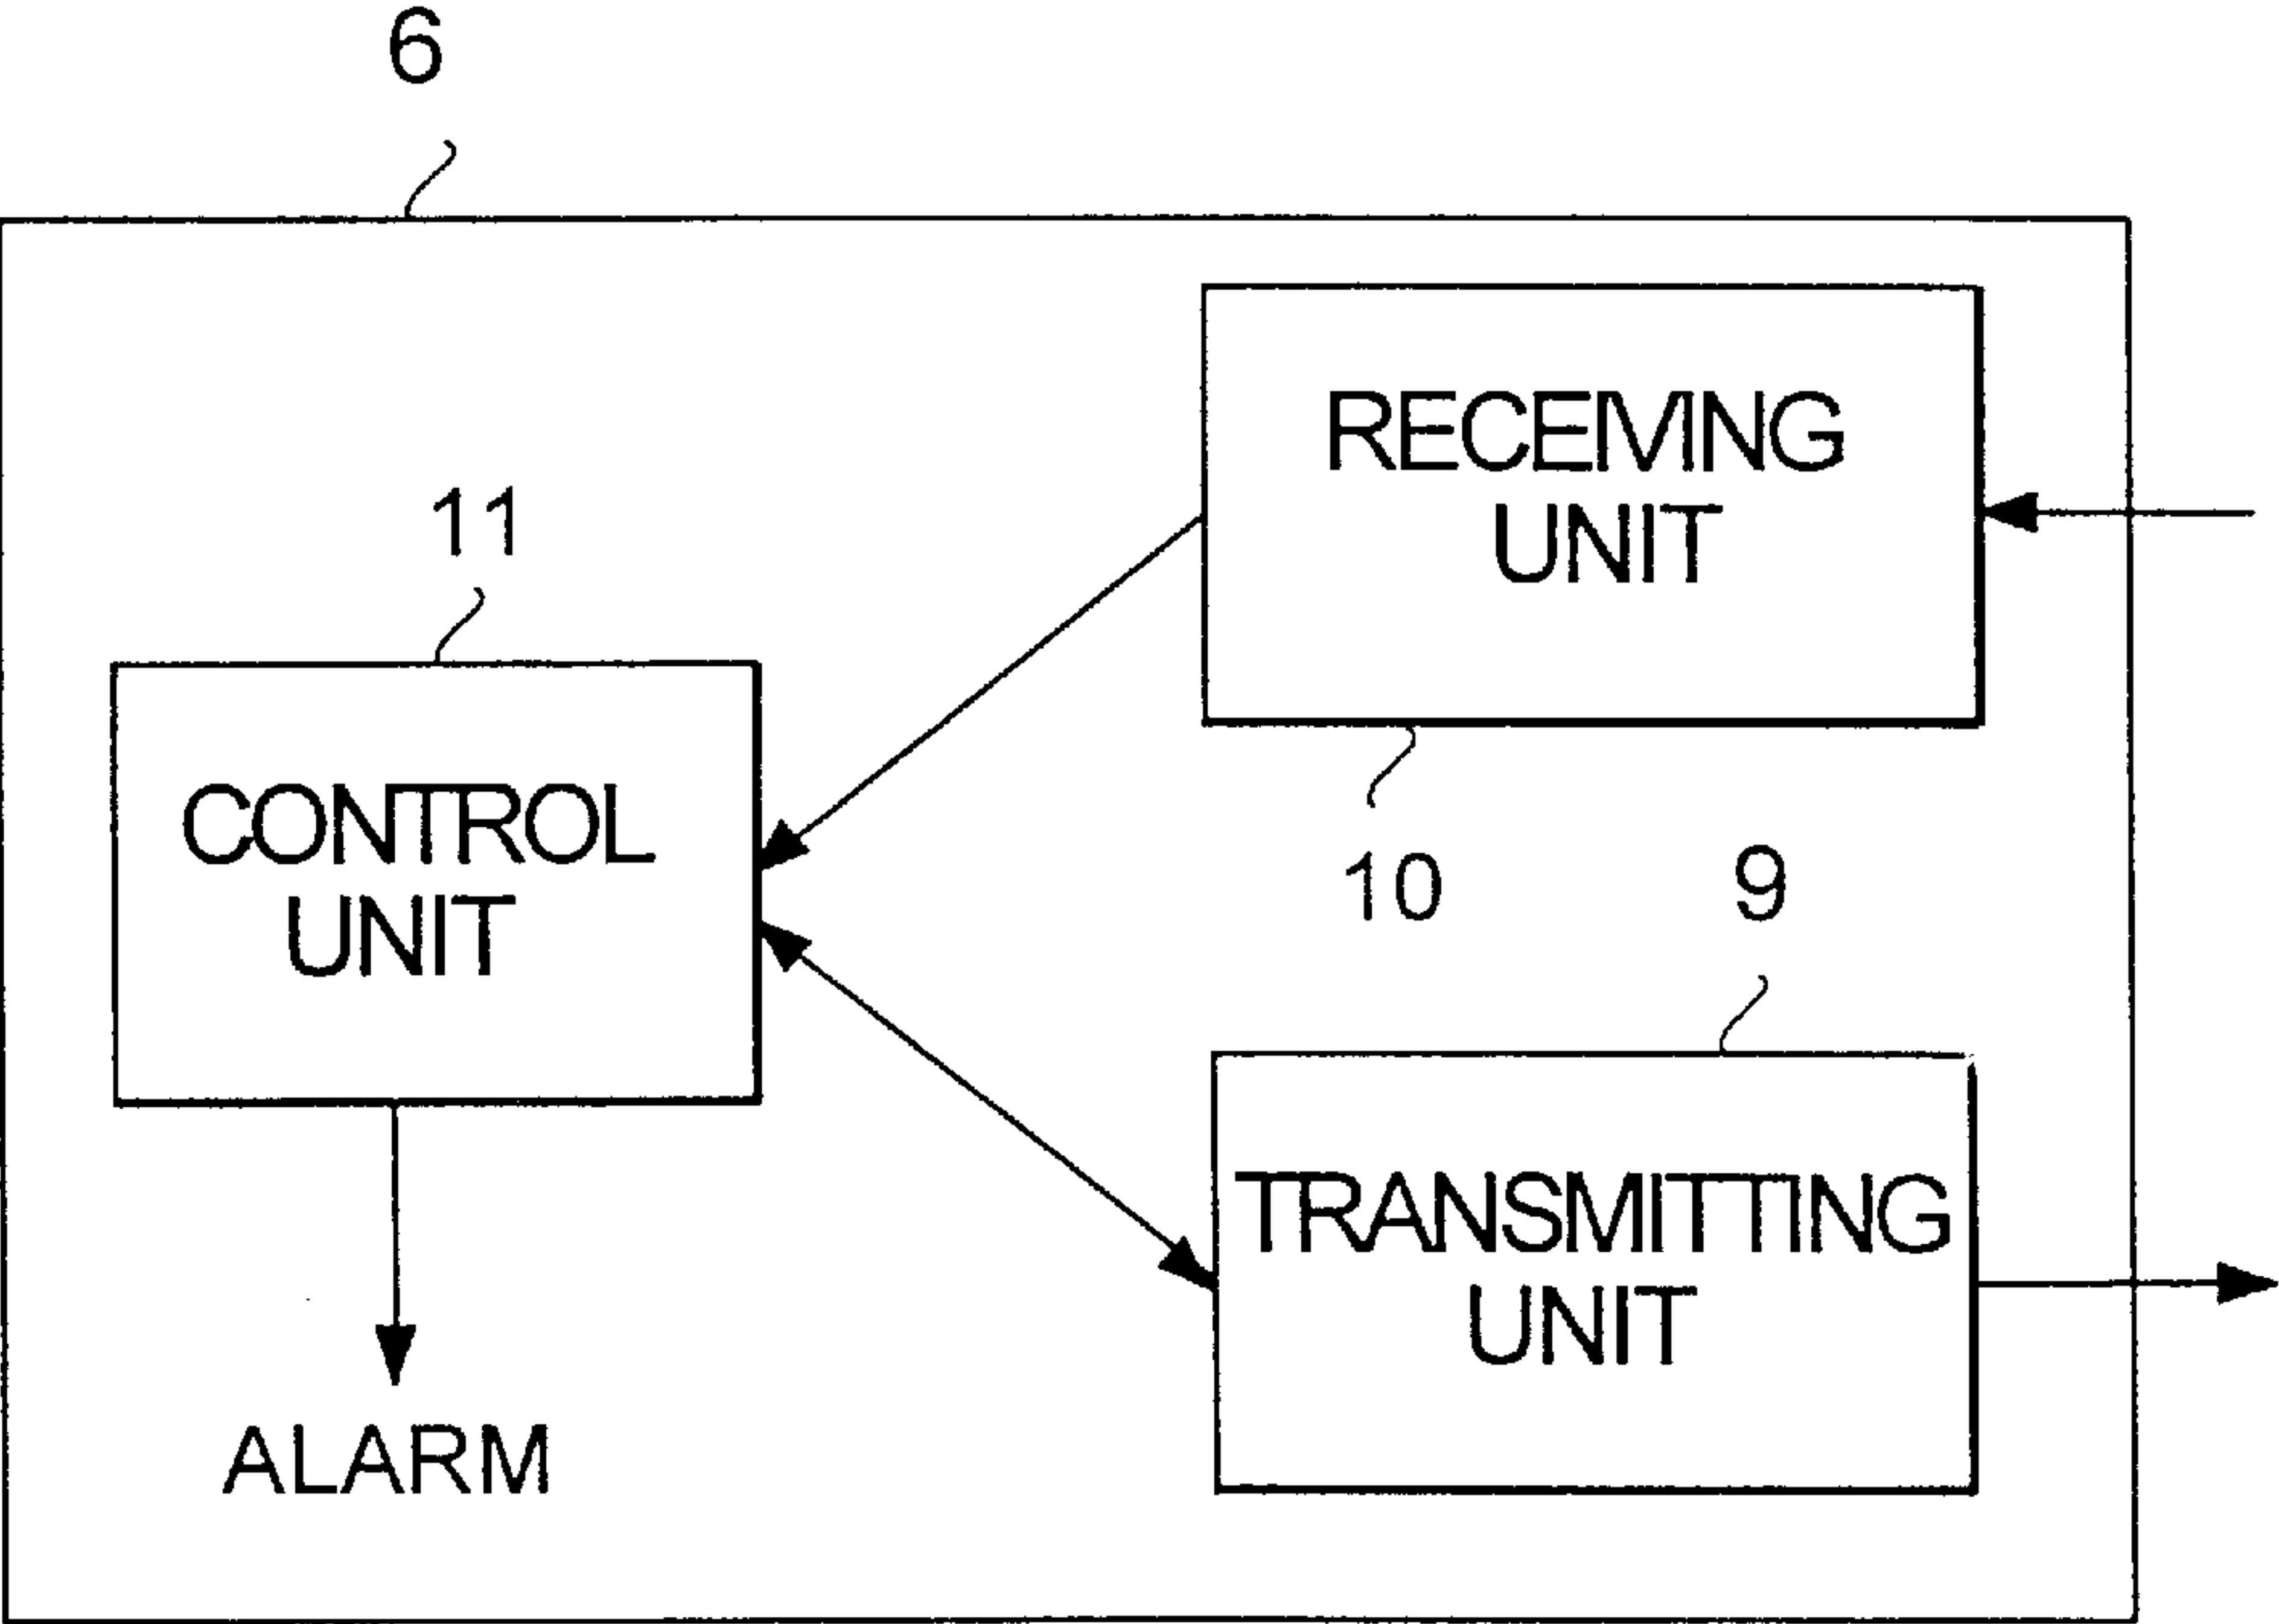 6
RECEIVING
UNIT
11
CONTROL
UNIT
10
9
TRANSMITTING
UNIT
ALARM